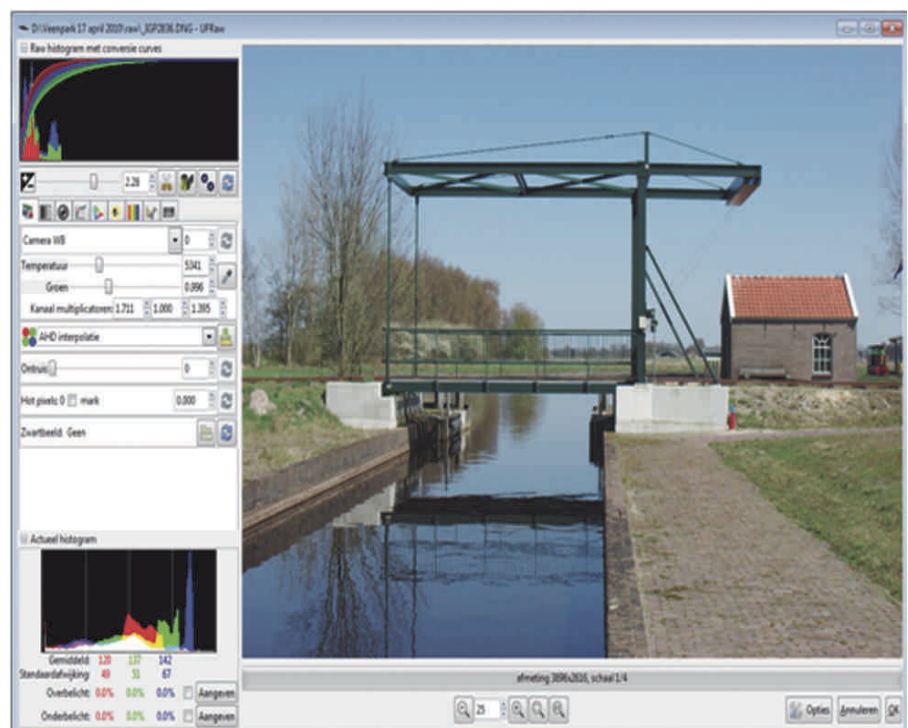 D:\Veenpark 17 april 2010\raw\_IGP2836.DNG - UFRaw
Raw histogram met conversie curves
2.28
Camera WB 0
Temperatuur 5341
Groen 0.996
Kanaal multiplicatoren: 1.711 1.000 1.395
AHD interpolatie
Ontruis 0
Hot pixels: 0 mark 0.000
Zwartbeeld: Geen
Actueel histogram
Gemiddeld: 120 137 142
Standaardafwijking: 49 51 67
Overbelicht: 0.0% 0.0% 0.0% Aangeven
Onderbelicht: 0.0% 0.0% 0.0% Aangeven
afmeting 3896x2616, schaal 1/4
25
Opties Annuleren OK